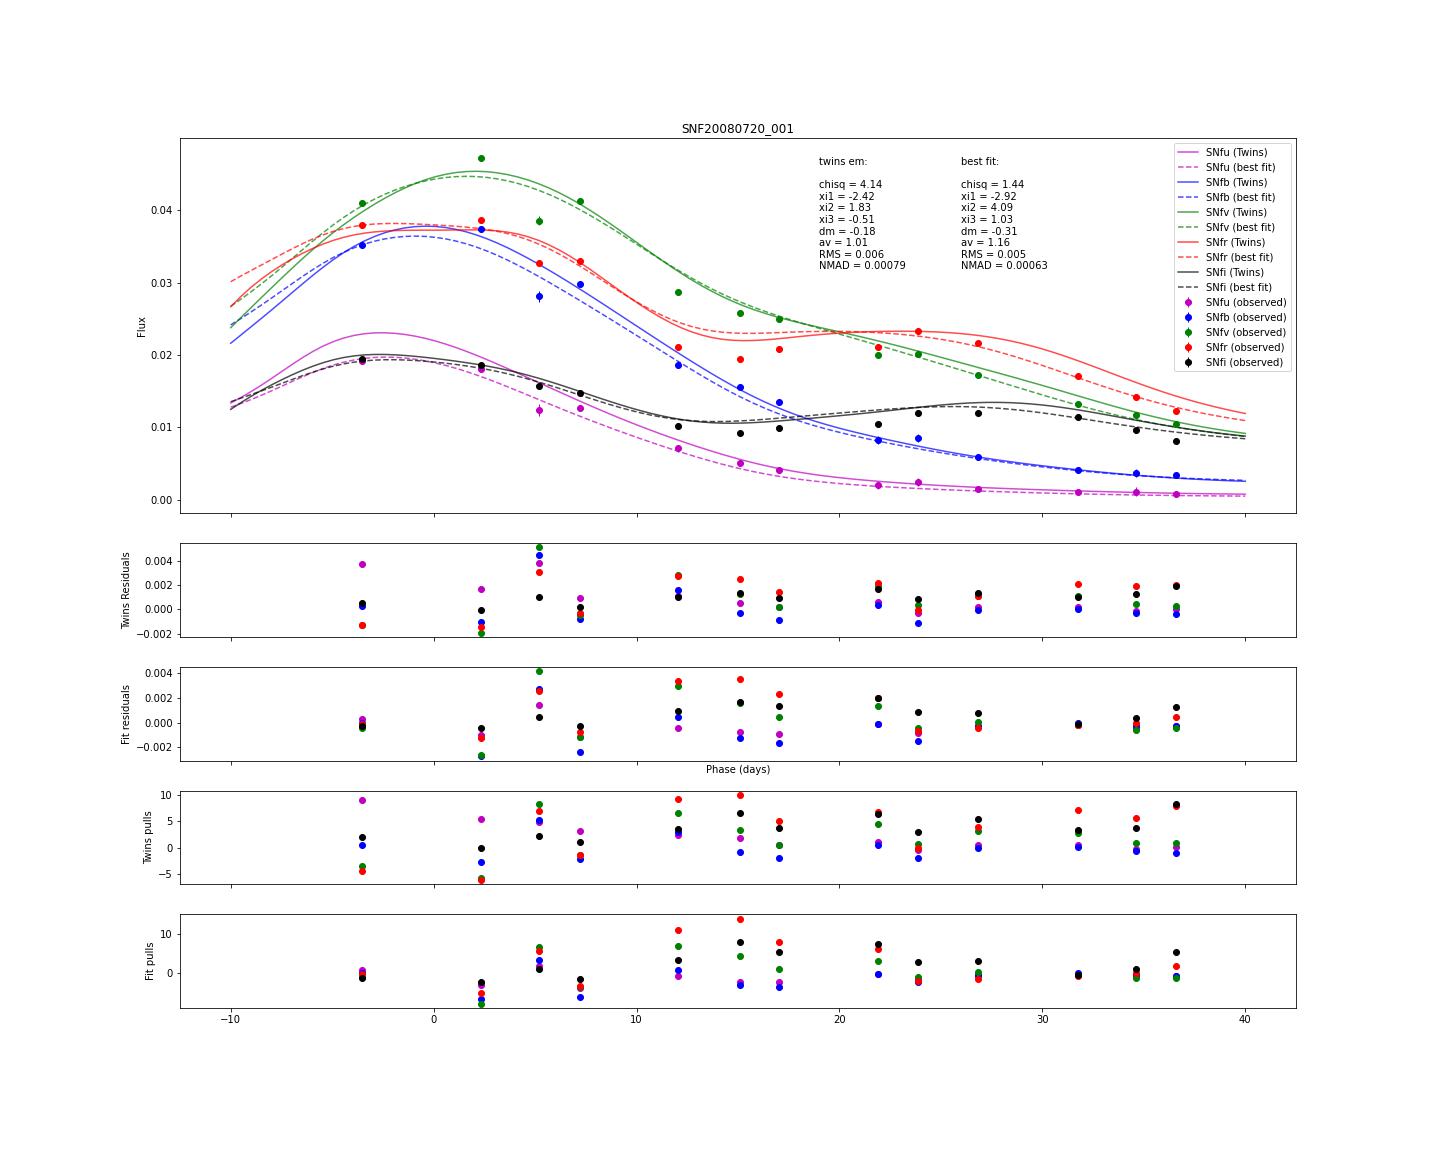 SNF20080720_001
twins em:
chisq = 4.14
xi1 = -2.42
xi2 = 1.83
xi3 = -0.51
dm = -0.18
av = 1.01
RMS = 0.006
NMAD = 0.00079
best fit:
chisq = 1.44
xi1 = -2.92
xi2 = 4.09
xi3 = 1.03
dm = -0.31
av = 1.16
RMS = 0.005
NMAD = 0.00063
SNfu (Twins)
SNfu (best fit)
SNfb (Twins)
SNfb (best fit)
SNfv (Twins)
SNfv (best fit)
SNfr (Twins)
SNfr (best fit)
SNfi (Twins)
SNfi (best fit)
SNfu (observed)
SNfb (observed)
SNfv (observed)
SNfr (observed)
SNfi (observed)
Flux
0.04
0.03
0.02
0.01
0.00
Twins Residuals
0.004
0.002
0.000
−0.002
Fit residuals
0.004
0.002
0.000
−0.002
Phase (days)
Twins pulls
10
5
0
−5
Fit pulls
10
0
−10
0
10
20
30
40